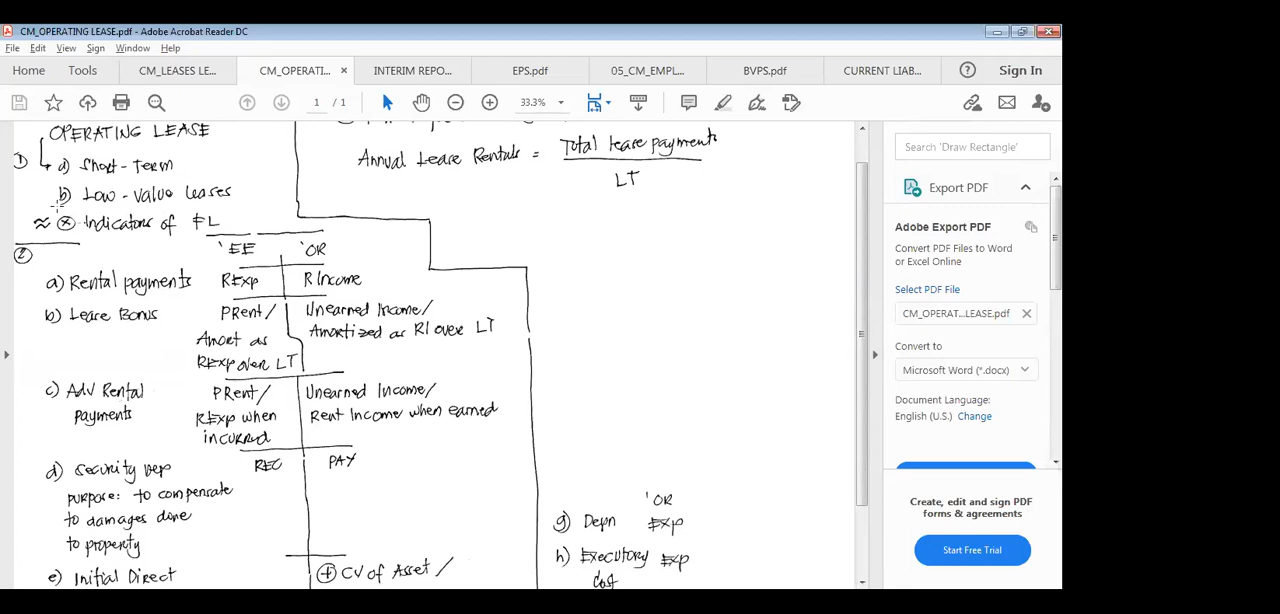 CM_OPERATING LEASE.pdf - Adobe Acrobat Reader DC
File Edit View Sign Window Help
Home Tools CM_LEASES LE... CM_OPERATI... × INTERIM REPO... EPS.pdf 05_CM_EMPL... BVPS.pdf CURRENT LIAB... Sign In
1 / 1 33.3%
OPERATING LEASE
① a) Short-Term
b) Low-Value leases
≈ ⊗ Indicators of FL
Annual Lease Rentals = Total lease payments
LT
②
'EE 'OR
a) Rental payments RExp R Income
b) Lease Bonus PRent/ Unearned Income/
Amort as Amortized as RI over LT
RExp over LT
c) Adv Rental PRent/ Unearned Income/
payments RExp when Rent Income when earned
incurred
d) Security Dep REC PAY
purpose: to compensate
to damages done
to property
e) Initial Direct ⊕ CV of Asset /
'OR
g) Depn Exp
h) Executory Exp
Cost
Search 'Draw Rectangle'
Export PDF
Adobe Export PDF
Convert PDF Files to Word
or Excel Online
Select PDF File
CM_OPERAT...LEASE.pdf ×
Convert to
Microsoft Word (*.docx)
Document Language:
English (U.S.) Change
Create, edit and sign PDF
forms & agreements
Start Free Trial